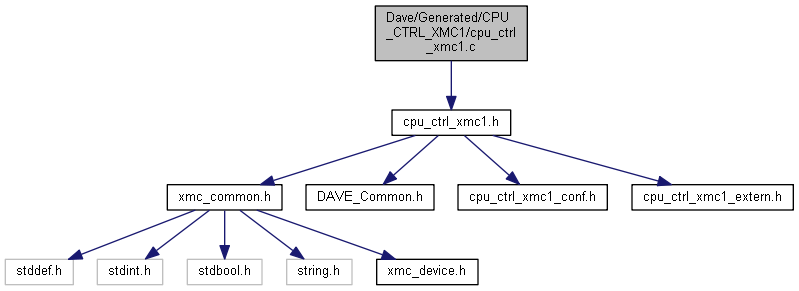 Dave/Generated/CPU
_CTRL_XMC1/cpu_ctrl
_xmc1.c
cpu_ctrl_xmc1.h
xmc_common.h
DAVE_Common.h
cpu_ctrl_xmc1_conf.h
cpu_ctrl_xmc1_extern.h
stddef.h
stdint.h
stdbool.h
string.h
xmc_device.h